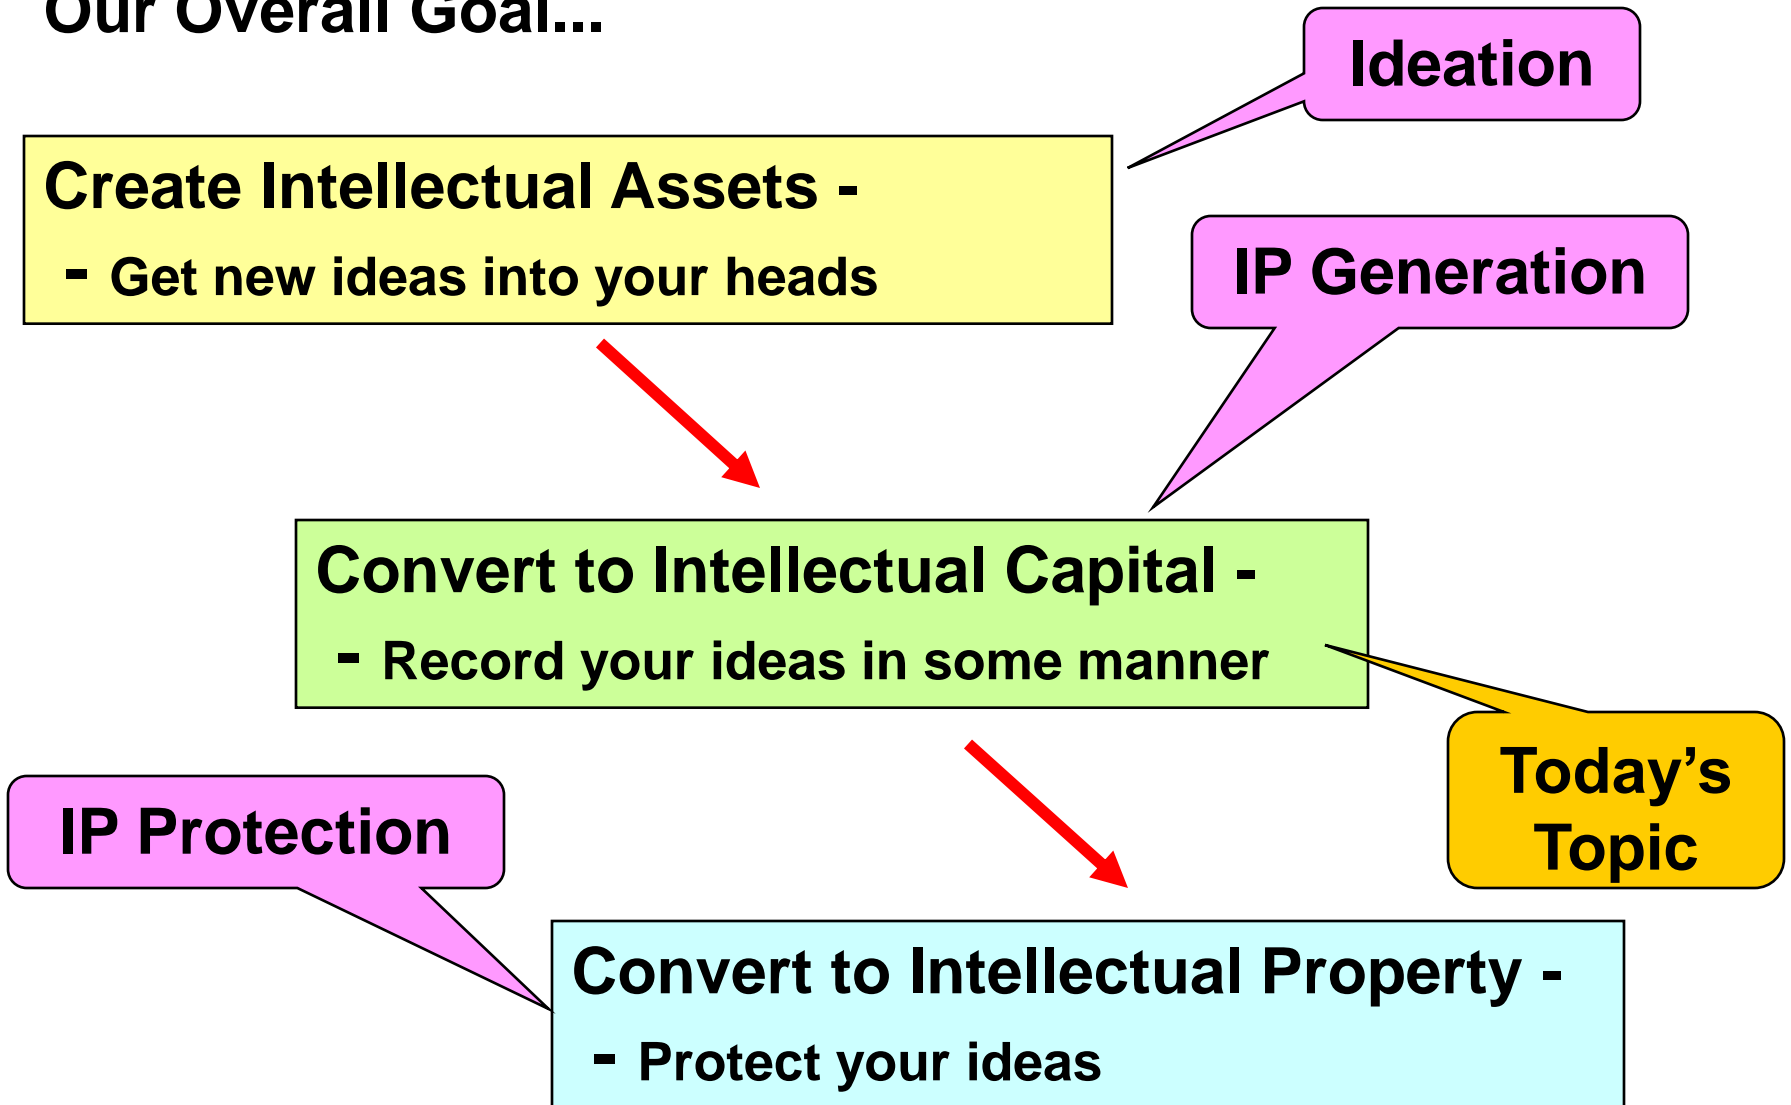 Our Overall Goal...
Ideation
Create Intellectual Assets -
- Get new ideas into your heads
IP Generation
Convert to Intellectual Capital -
- Record your ideas in some manner
Today’s
Topic
IP Protection
Convert to Intellectual Property -
- Protect your ideas